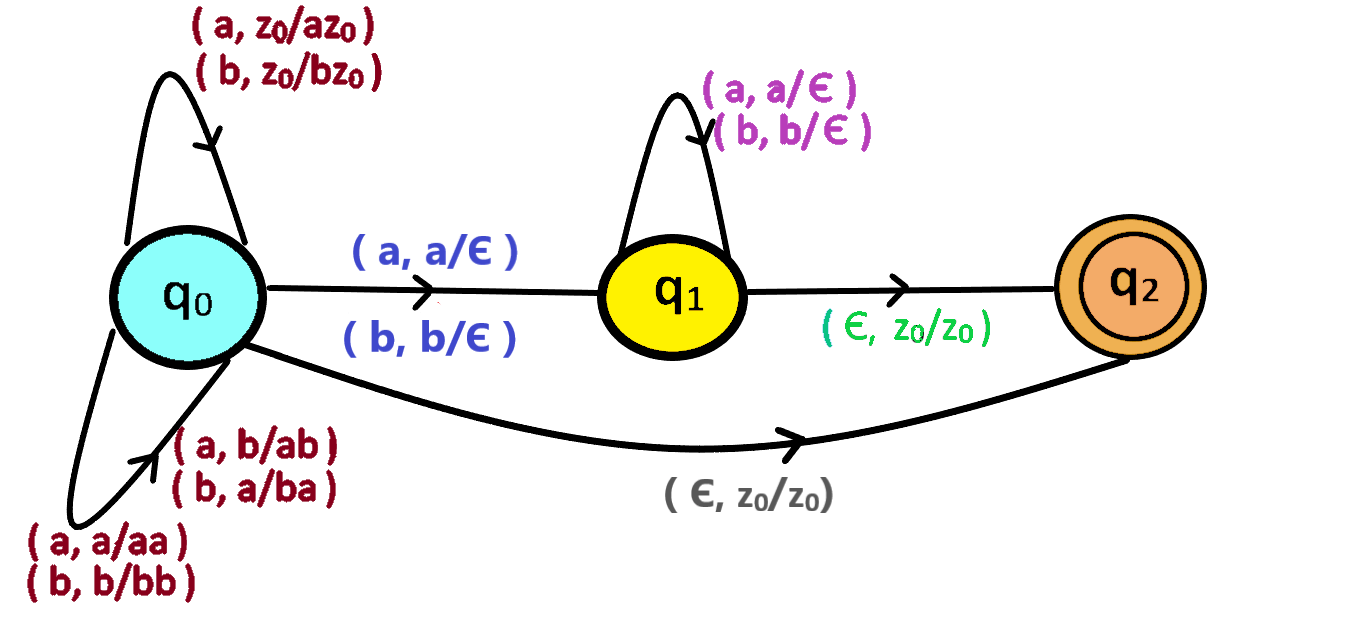 ( a, z₀/az₀)
( b, z₀/bz₀ )
( a, a/Є )
( b, b/Є )
q₀
( a, a/Є )
( b, b/Є )
q₁
( Є, z₀/z₀)
q₂
( a, b/ab )
( b, a/ba )
( a, a/aa )
( b, b/bb )
( Є, z₀/z₀)